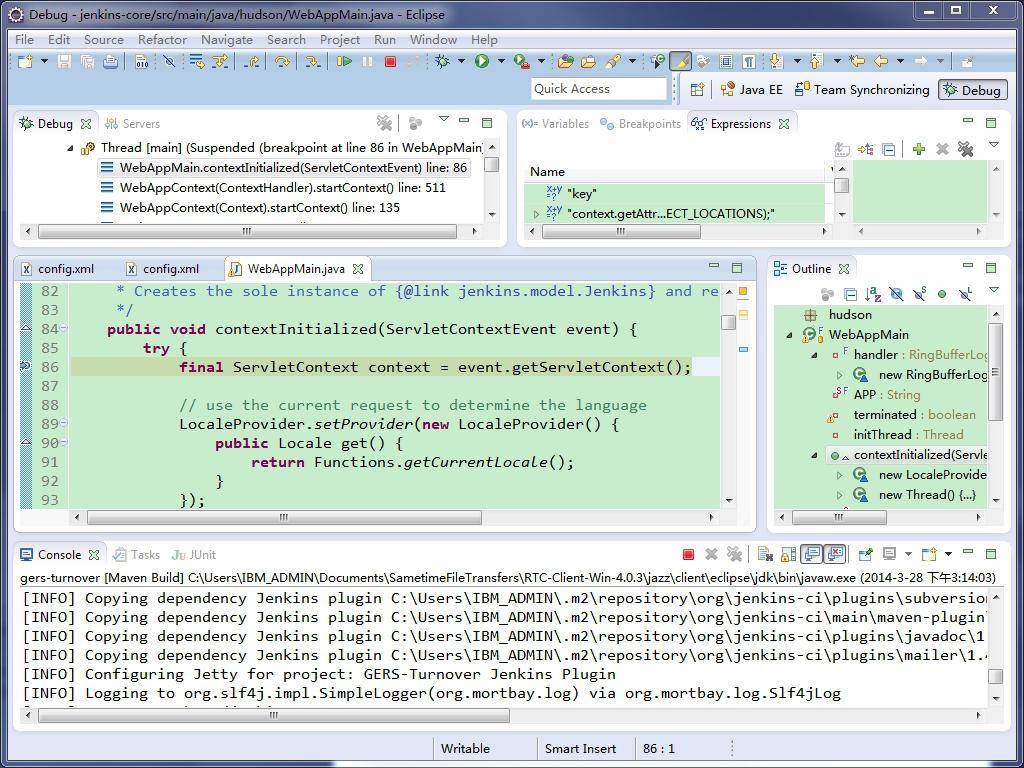 Debug - jenkins-core/src/main/java/hudson/WebAppMain.java - Eclipse
File Edit Source Refactor Navigate Search Project Run Window Help
Quick Access
Java EE Team Synchronizing Debug
Debug Servers
Thread [main] (Suspended (breakpoint at line 86 in WebAppMain
WebAppMain.contextInitialized(ServletContextEvent) line: 86
WebAppContext(ContextHandler).startContext() line: 511
WebAppContext(Context).startContext() line: 135
Variables Breakpoints Expressions
Name
"key"
"context.getAttr...ECT_LOCATIONS);"
config.xml config.xml WebAppMain.java
82 * Creates the sole instance of {@link jenkins.model.Jenkins} and re
83 */
84 public void contextInitialized(ServletContextEvent event) {
85 try {
86 final ServletContext context = event.getServletContext();
87
88 // use the current request to determine the language
89 LocaleProvider.setProvider(new LocaleProvider() {
90 public Locale get() {
91 return Functions.getCurrentLocale();
92 }
93 });
Outline
hudson
WebAppMain
handler : RingBufferLog
new RingBufferLog
APP : String
terminated : boolean
initThread : Thread
contextInitialized(Servle
new LocaleProvide
new Thread() {...}
Console Tasks JUnit
gers-turnover [Maven Build] C:\Users\IBM_ADMIN\Documents\SametimeFileTransfers\RTC-Client-Win-4.0.3\jazz\client\eclipse\jdk\bin\javaw.exe (2014-3-28 下午3:14:03)
[INFO] Copying dependency Jenkins plugin C:\Users\IBM_ADMIN\.m2\repository\org\jenkins-ci\plugins\subversion
[INFO] Copying dependency Jenkins plugin C:\Users\IBM_ADMIN\.m2\repository\org\jenkins-ci\main\maven-plugin\
[INFO] Copying dependency Jenkins plugin C:\Users\IBM_ADMIN\.m2\repository\org\jenkins-ci\plugins\javadoc\1
[INFO] Copying dependency Jenkins plugin C:\Users\IBM_ADMIN\.m2\repository\org\jenkins-ci\plugins\mailer\1.4
[INFO] Configuring Jetty for project: GERS-Turnover Jenkins Plugin
[INFO] Logging to org.slf4j.impl.SimpleLogger(org.mortbay.log) via org.mortbay.log.Slf4jLog
Writable Smart Insert 86 : 1